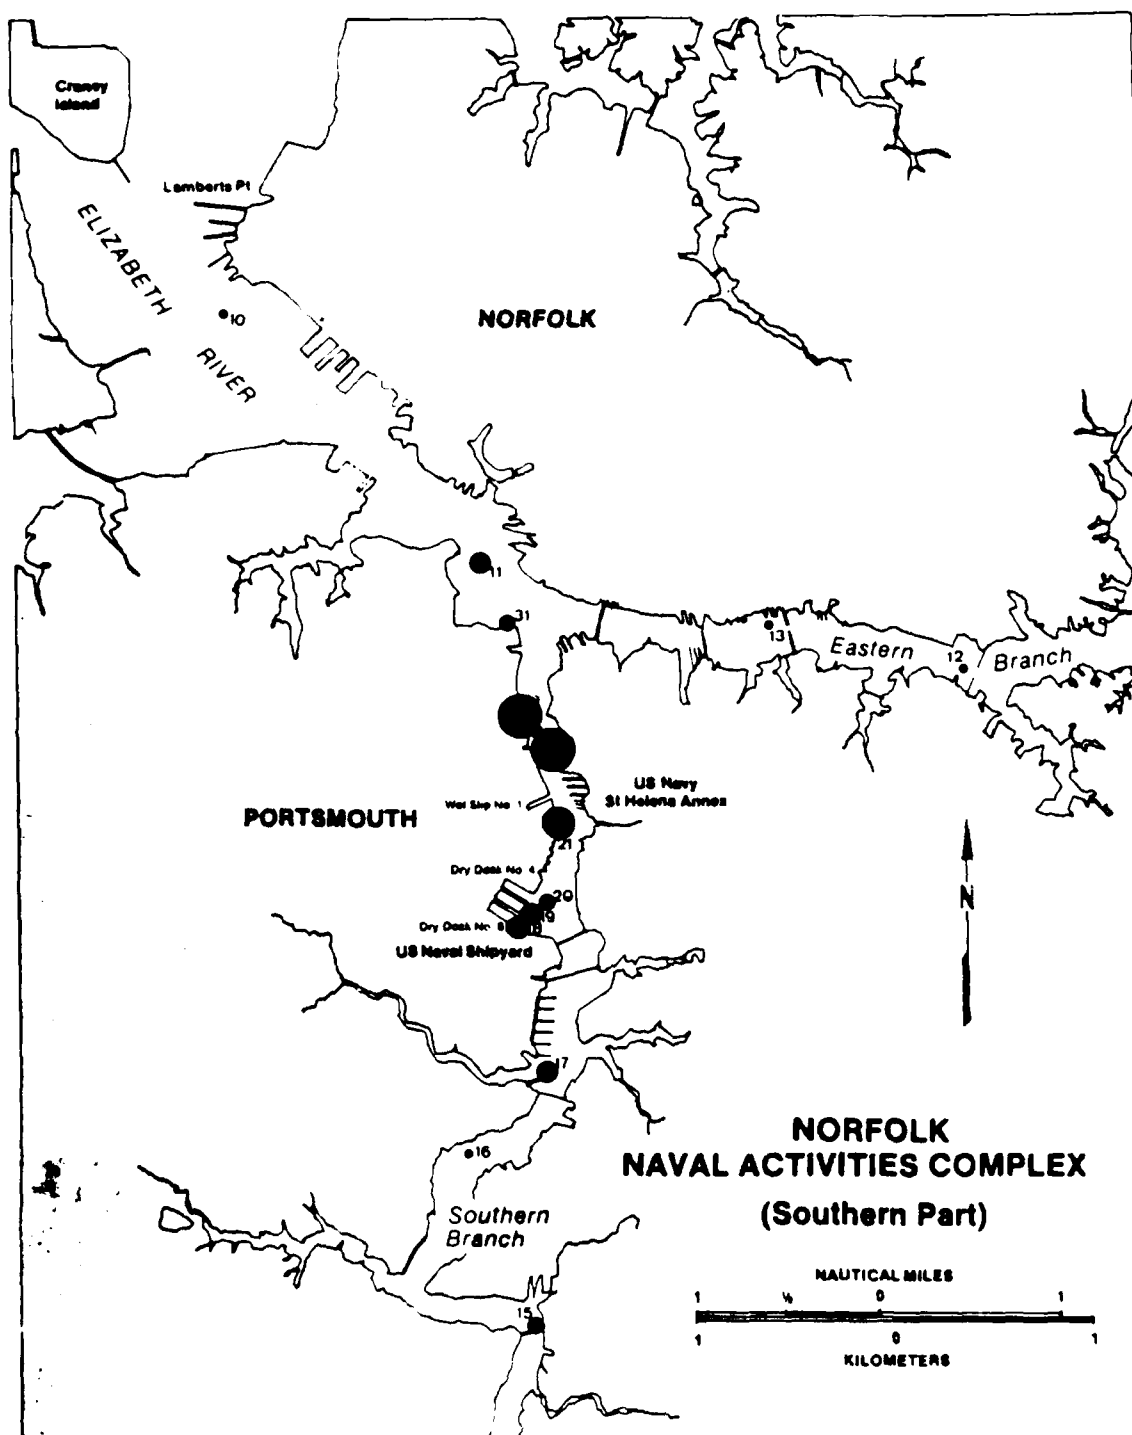 Craney
Island
Lamberts Pt
ELIZABETH
RIVER
10
NORFOLK
11
31
13
Eastern
Branch
12
US Navy
St Helena Annex
Wet Slip No. 1
PORTSMOUTH
21
Dry Dock No. 4
20
19
18
Dry Dock No. 8
US Naval Shipyard
N
17
16
Southern
Branch
15
NORFOLK
NAVAL ACTIVITIES COMPLEX
(Southern Part)
NAUTICAL MILES
1 ½ 0 1
1 0 1
KILOMETERS